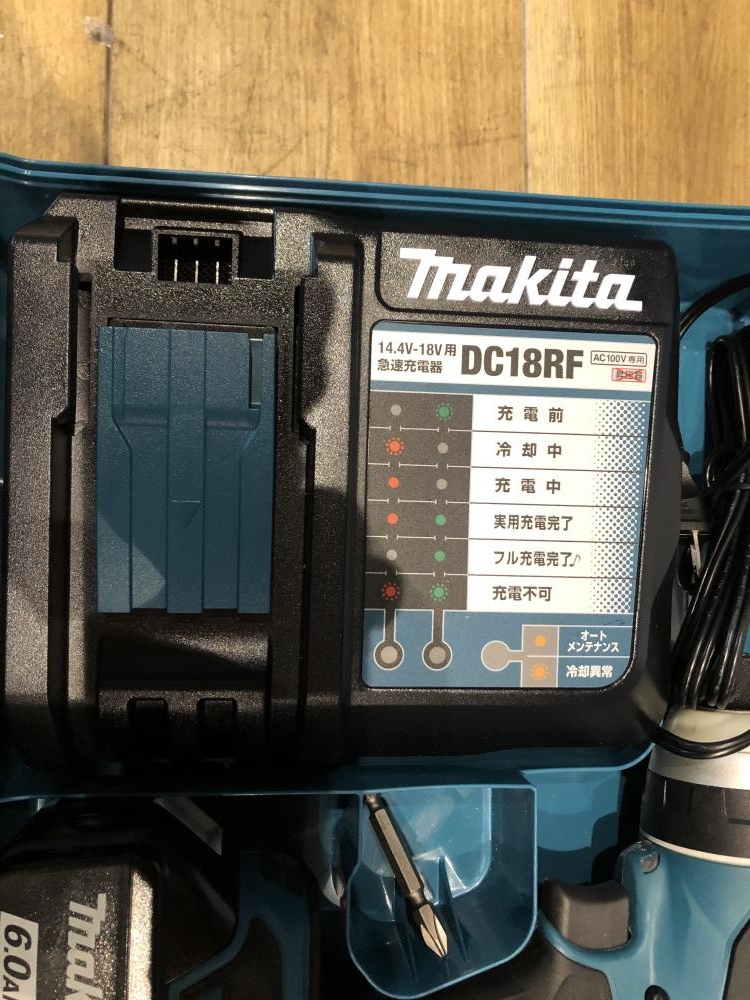 makita
14.4V-18V用
急速充電器
DC18RF
AC100V専用
昇圧器
充電前
冷却中
充電中
実用充電完了
フル充電完了♪
充電不可
オート
メンテナンス
冷却異常
6.0A